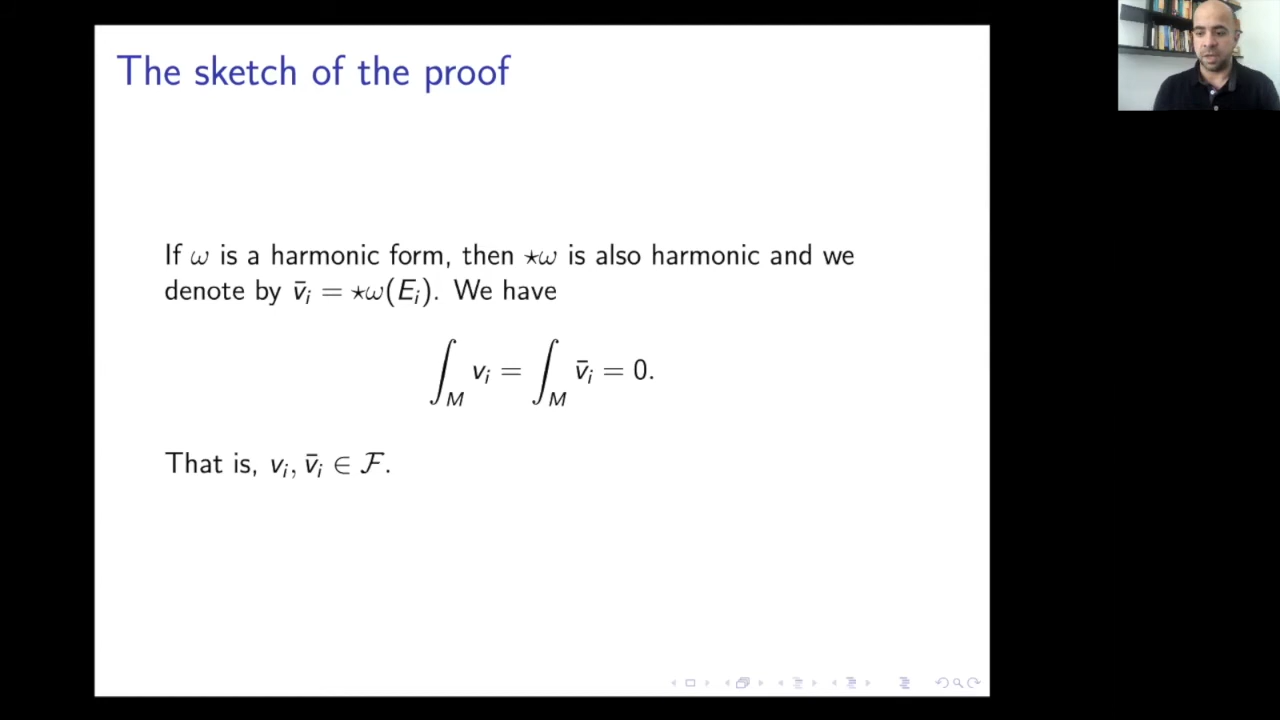 The sketch of the proof
If ω is a harmonic form, then ⋆ω is also harmonic and we
denote by v̄ᵢ = ⋆ω(Eᵢ). We have
∫_M vᵢ = ∫_M v̄ᵢ = 0.
That is, vᵢ, v̄ᵢ ∈ ℱ.